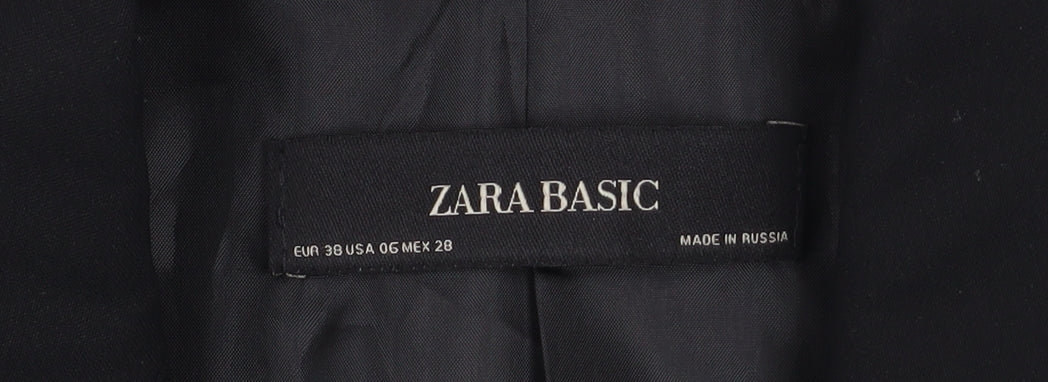 ZARA BASIC
EUR 38 USA 06 MEX 28
MADE IN RUSSIA